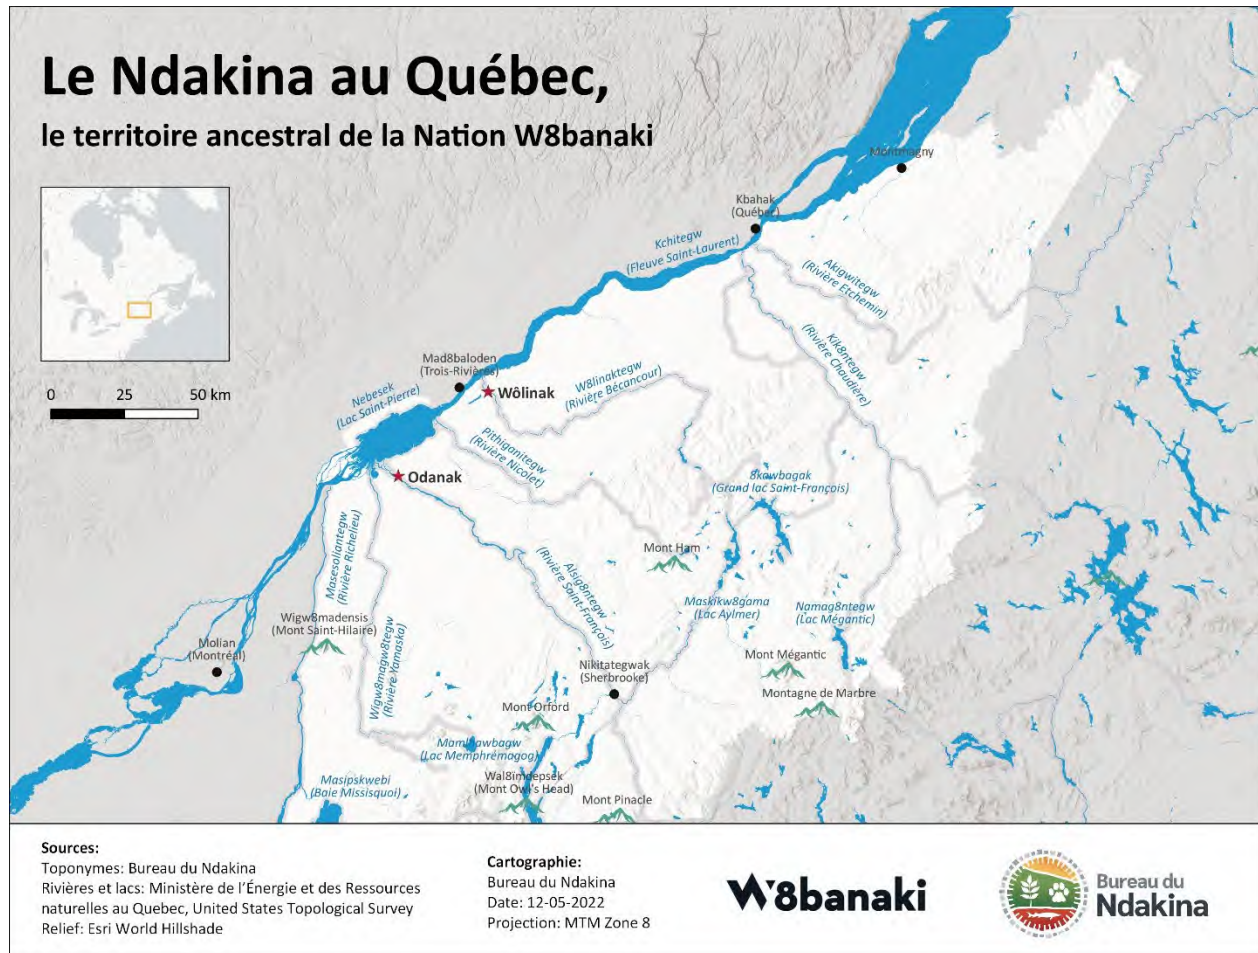 Le Ndakina au Québec,
le territoire ancestral de la Nation W8banaki
0 25 50 km
Montmagny
Kbahak
(Québec)
Kchitegw
(Fleuve Saint-Laurent)
Akigwitegw
(Rivière Etchemin)
Kik8ntegw
(Rivière Chaudière)
Mad8baloden
(Trois-Rivières)
Wôlinak
W8linaktegw
(Rivière Bécancour)
Nebesek
(Lac Saint-Pierre)
Pithiganitegw
(Rivière Nicolet)
Odanak
8kawbagak
(Grand lac Saint-François)
Mont Ham
Masesoliantegw
(Rivière Richelieu)
Alsig8ntegw
(Rivière Saint-François)
Maskikw8gama
(Lac Aylmer)
Namag8ntegw
(Lac Mégantic)
Wigw8madensis
(Mont Saint-Hilaire)
Wigw8magw8tegw
(Rivière Yamaska)
Molian
(Montréal)
Nikitategwak
(Sherbrooke)
Mont Mégantic
Montagne de Marbre
Mont Orford
(Lac Memphrémagog)
Masipskwebi
(Baie Missisquoi)
Wal8imdepsek
(Mont Owl's Head)
Mont Pinacle
Sources:
Toponymes: Bureau du Ndakina
Rivières et lacs: Ministère de l'Énergie et des Ressources
naturelles au Quebec, United States Topological Survey
Relief: Esri World Hillshade
Cartographie:
Bureau du Ndakina
Date: 12-05-2022
Projection: MTM Zone 8
W8banaki
Bureau du
Ndakina